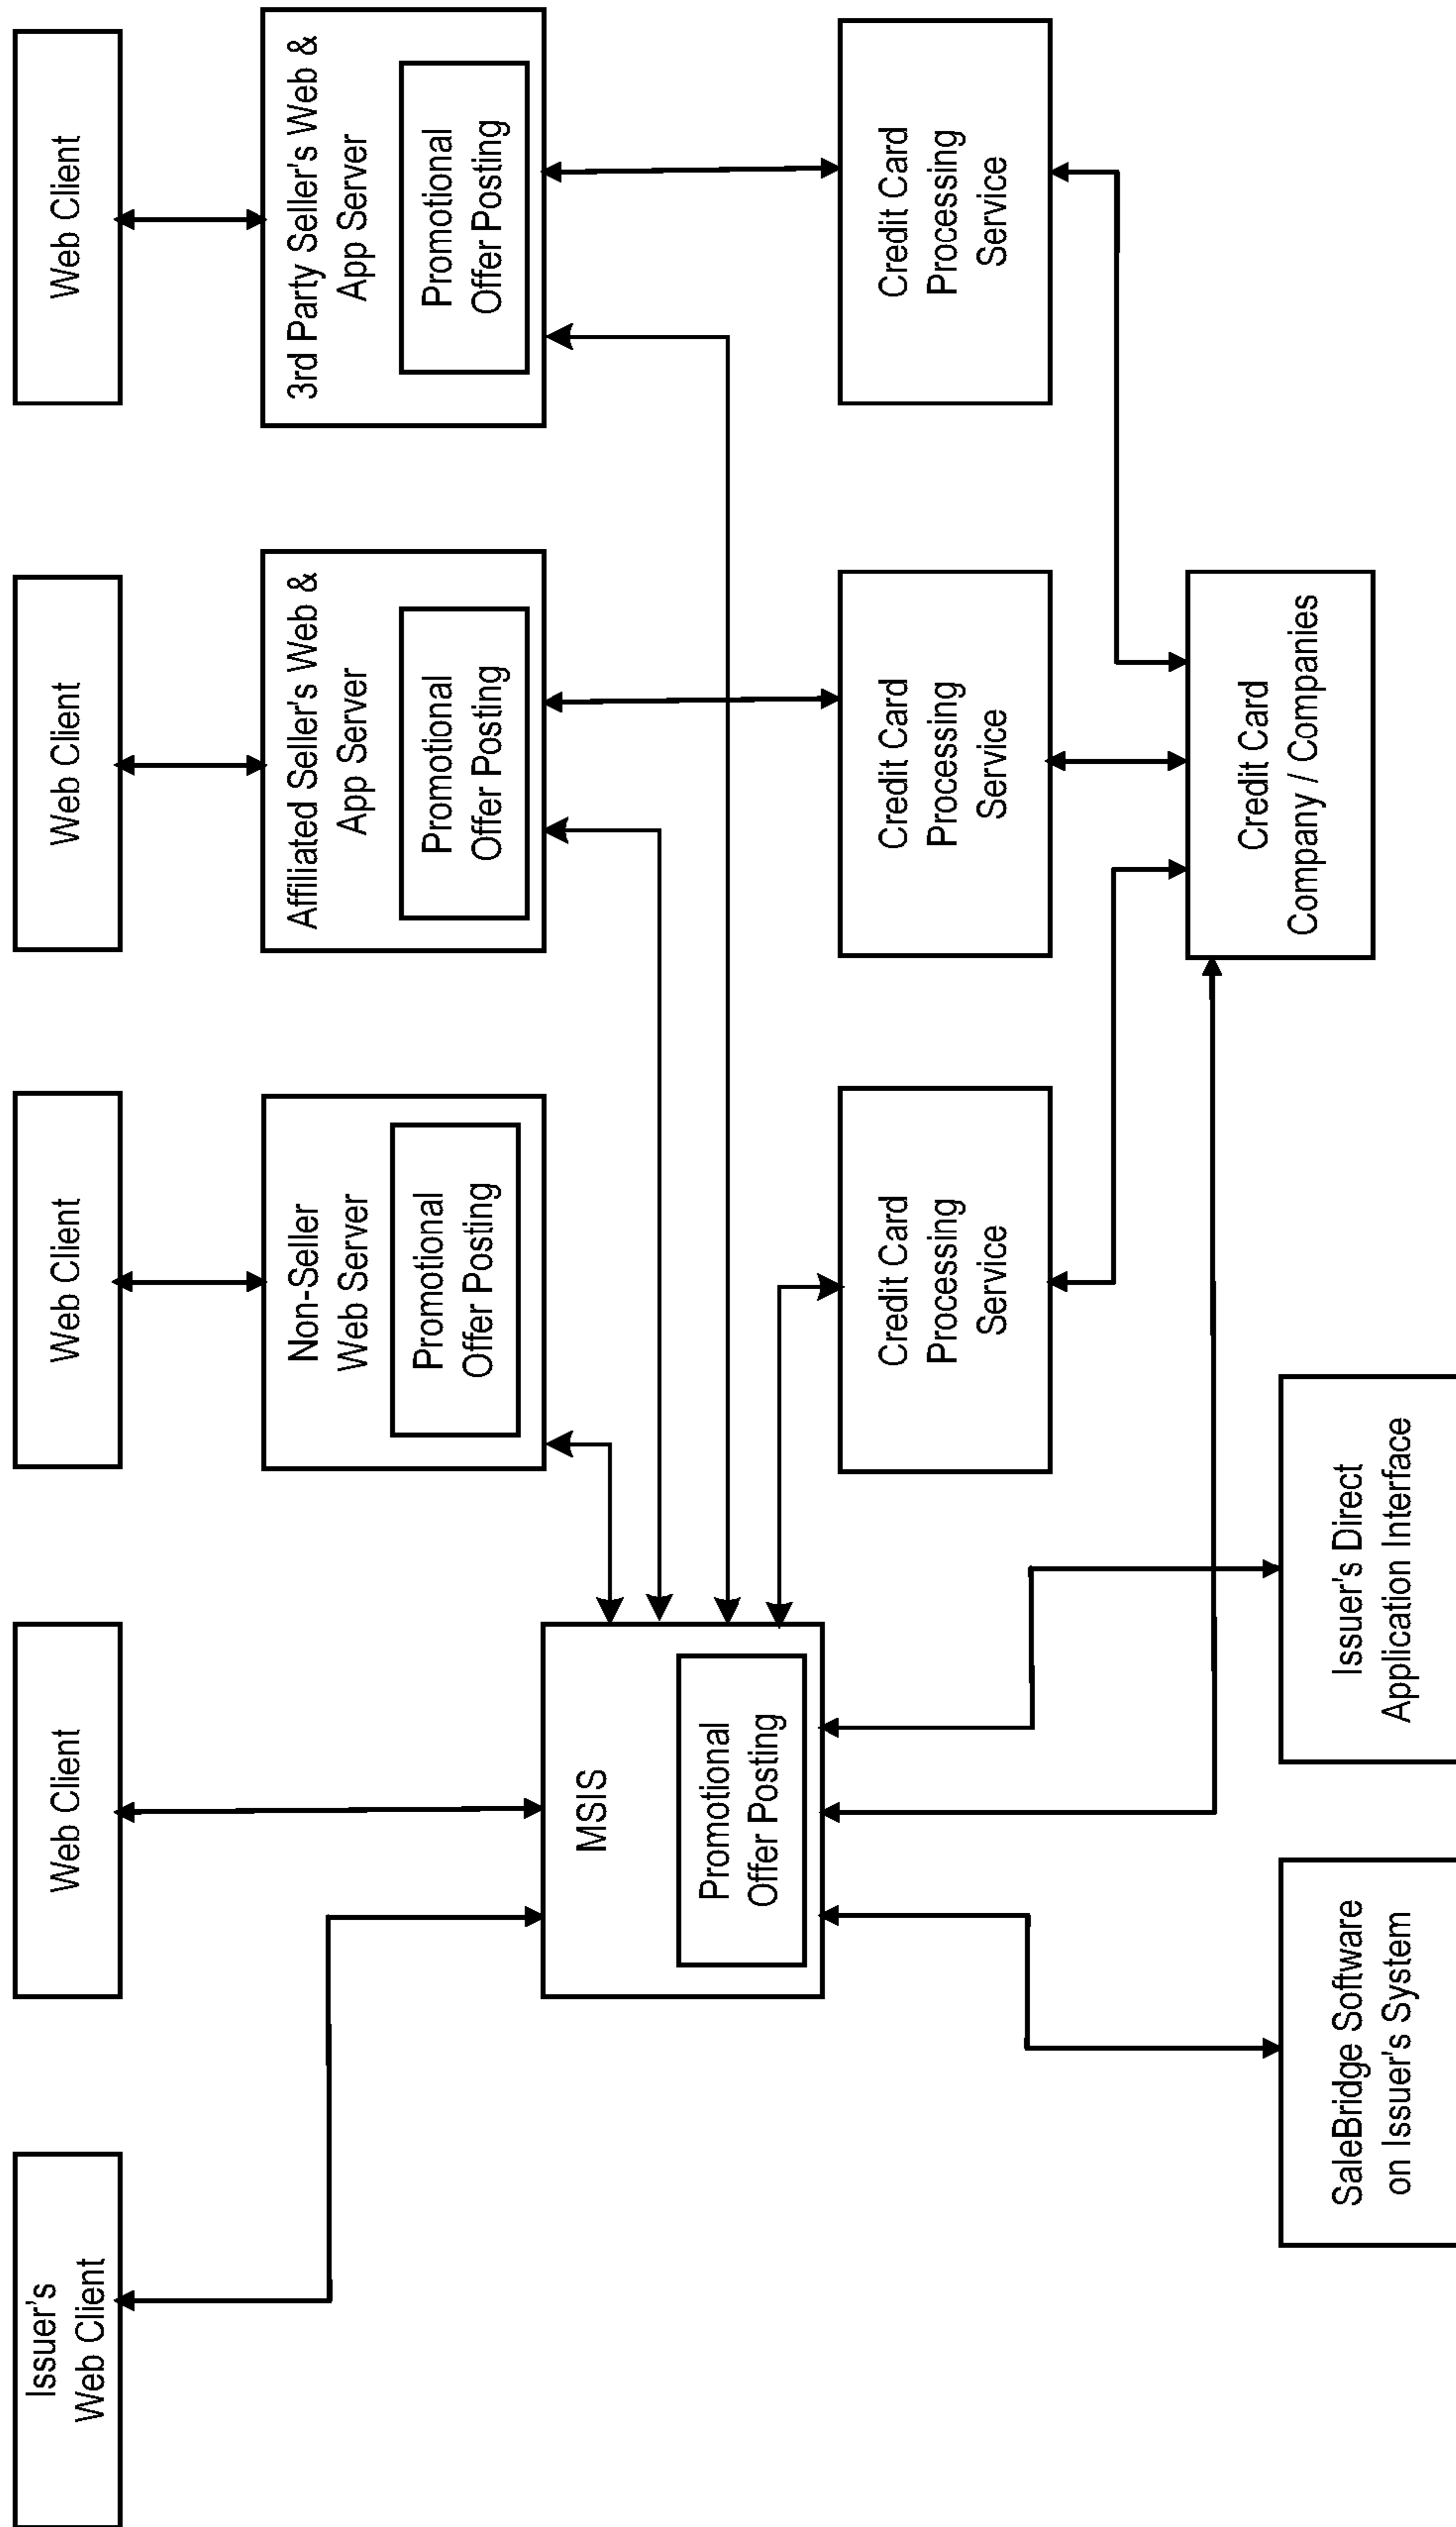 Issuer's
Web Client
Web Client
Web Client
Web Client
Web Client
Non-Seller
Web Server
Promotional
Offer Posting
Affiliated Seller's Web &
App Server
Promotional
Offer Posting
3rd Party Seller's Web &
App Server
Promotional
Offer Posting
MSIS
Promotional
Offer Posting
Credit Card
Processing
Service
Credit Card
Processing
Service
Credit Card
Processing
Service
Credit Card
Company / Companies
SaleBridge Software
on Issuer's System
Issuer's Direct
Application Interface